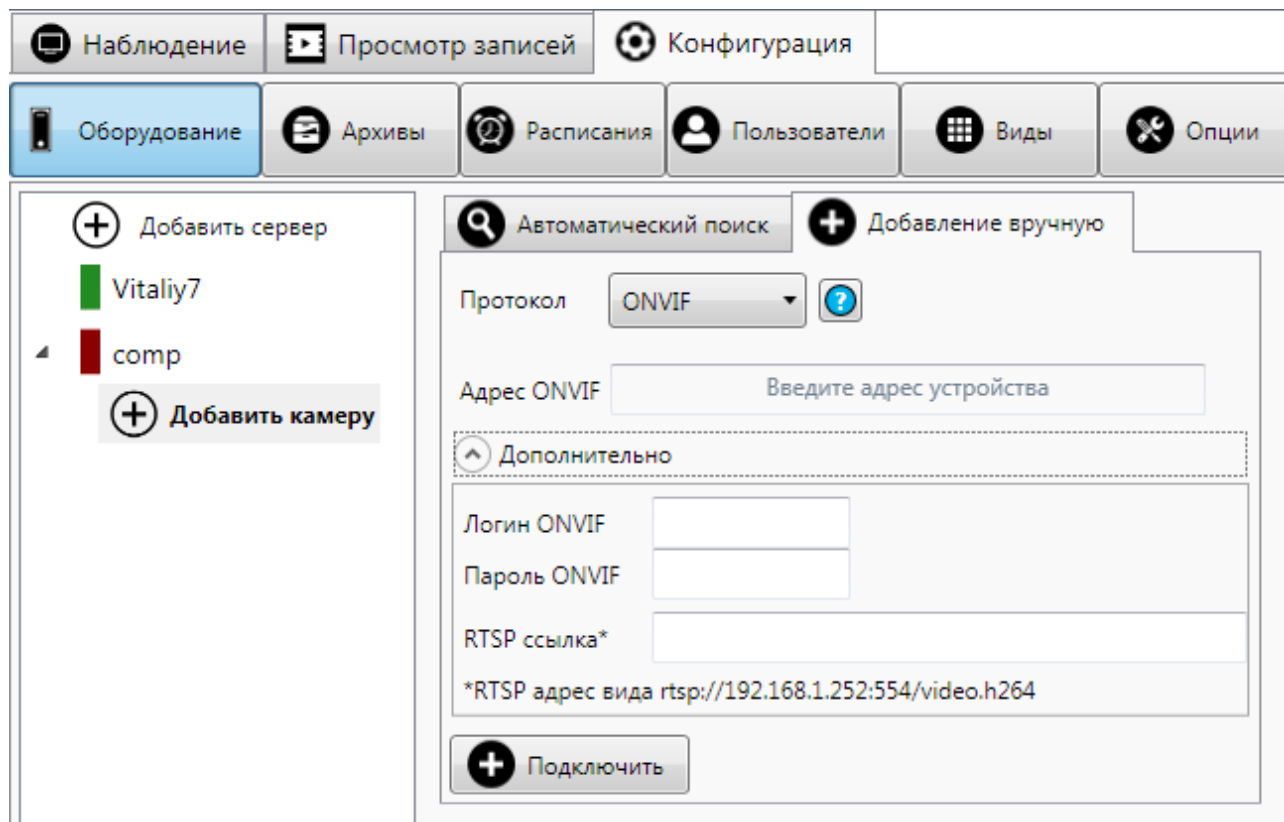 Наблюдение Просмотр записей Конфигурация
Оборудование Архивы Расписания Пользователи Виды Опции
Добавить сервер
Vitaliy7
comp
Добавить камеру
Автоматический поиск Добавление вручную
Протокол ONVIF ?
Адрес ONVIF Введите адрес устройства
Дополнительно
Логин ONVIF
Пароль ONVIF
RTSP ссылка*
*RTSP адрес вида rtsp://192.168.1.252:554/video.h264
Подключить